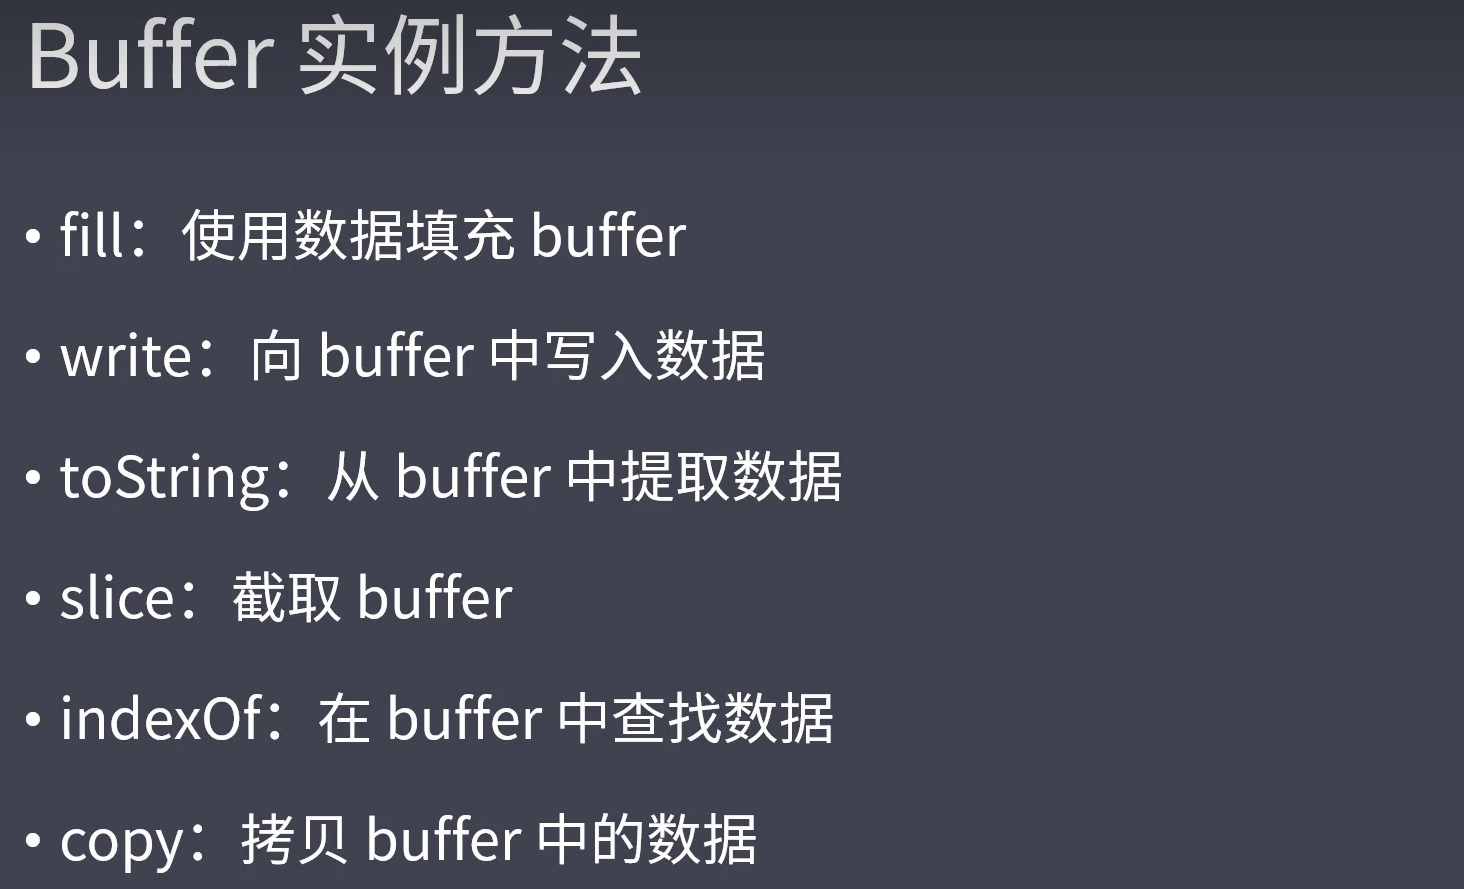 Buffer 实例方法
• fill：使用数据填充 buffer
• write：向 buffer 中写入数据
• toString：从 buffer 中提取数据
• slice：截取 buffer
• indexOf：在 buffer 中查找数据
• copy：拷贝 buffer 中的数据